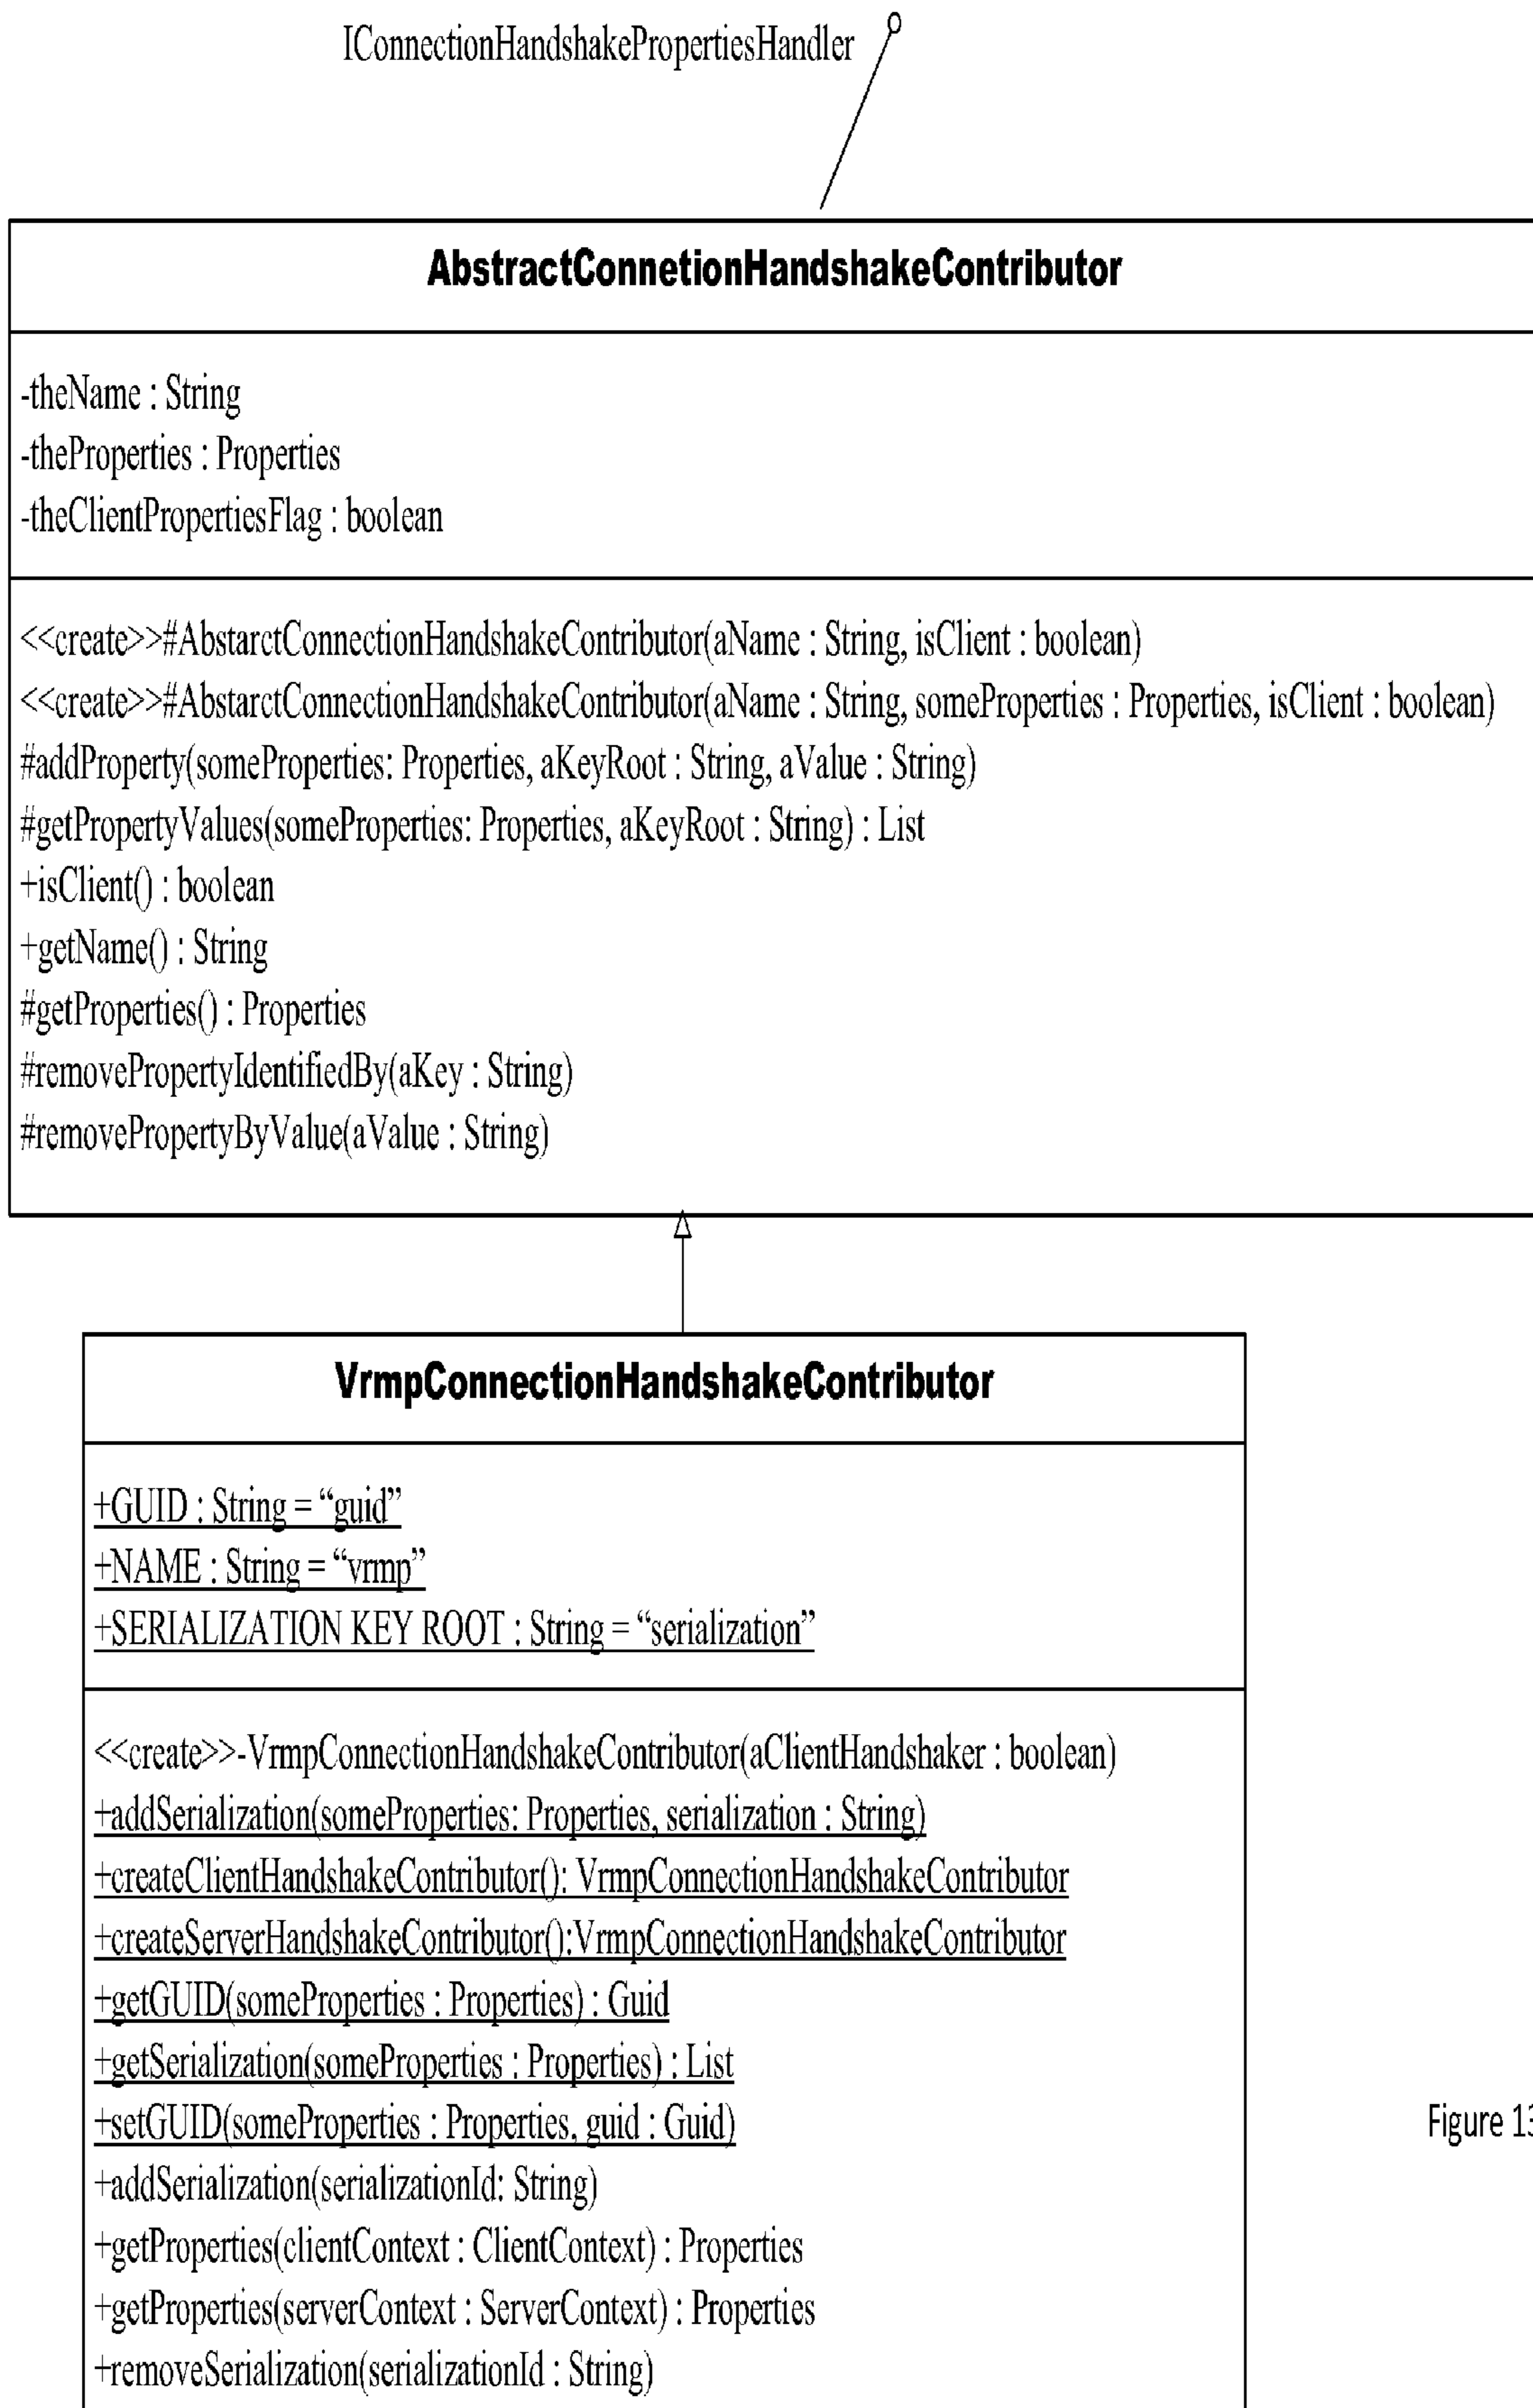 IConnectionHandshakePropertiesHandler
AbstractConnetionHandshakeContributor
-theName : String
-theProperties : Properties
-theClientPropertiesFlag : boolean
<<create>>#AbstarctConnectionHandshakeContributor(aName : String, isClient : boolean)
<<create>>#AbstarctConnectionHandshakeContributor(aName : String, someProperties : Properties, isClient : boolean)
#addProperty(someProperties: Properties, aKeyRoot : String, aValue : String)
#getPropertyValues(someProperties: Properties, aKeyRoot : String) : List
+isClient() : boolean
+getName() : String
#getProperties() : Properties
#removePropertyIdentifiedBy(aKey : String)
#removePropertyByValue(aValue : String)
VrmpConnectionHandshakeContributor
+GUID : String = “guid”
+NAME : String = “vrmp”
+SERIALIZATION KEY ROOT : String = “serialization”
<<create>>-VrmpConnectionHandshakeContributor(aClientHandshaker : boolean)
+addSerialization(someProperties: Properties, serialization : String)
+createClientHandshakeContributor(): VrmpConnectionHandshakeContributor
+createServerHandshakeContributor():VrmpConnectionHandshakeContributor
+getGUID(someProperties : Properties) : Guid
+getSerialization(someProperties : Properties) : List
+setGUID(someProperties : Properties, guid : Guid)
+addSerialization(serializationId: String)
+getProperties(clientContext : ClientContext) : Properties
+getProperties(serverContext : ServerContext) : Properties
+removeSerialization(serializationId : String)
Figure 13